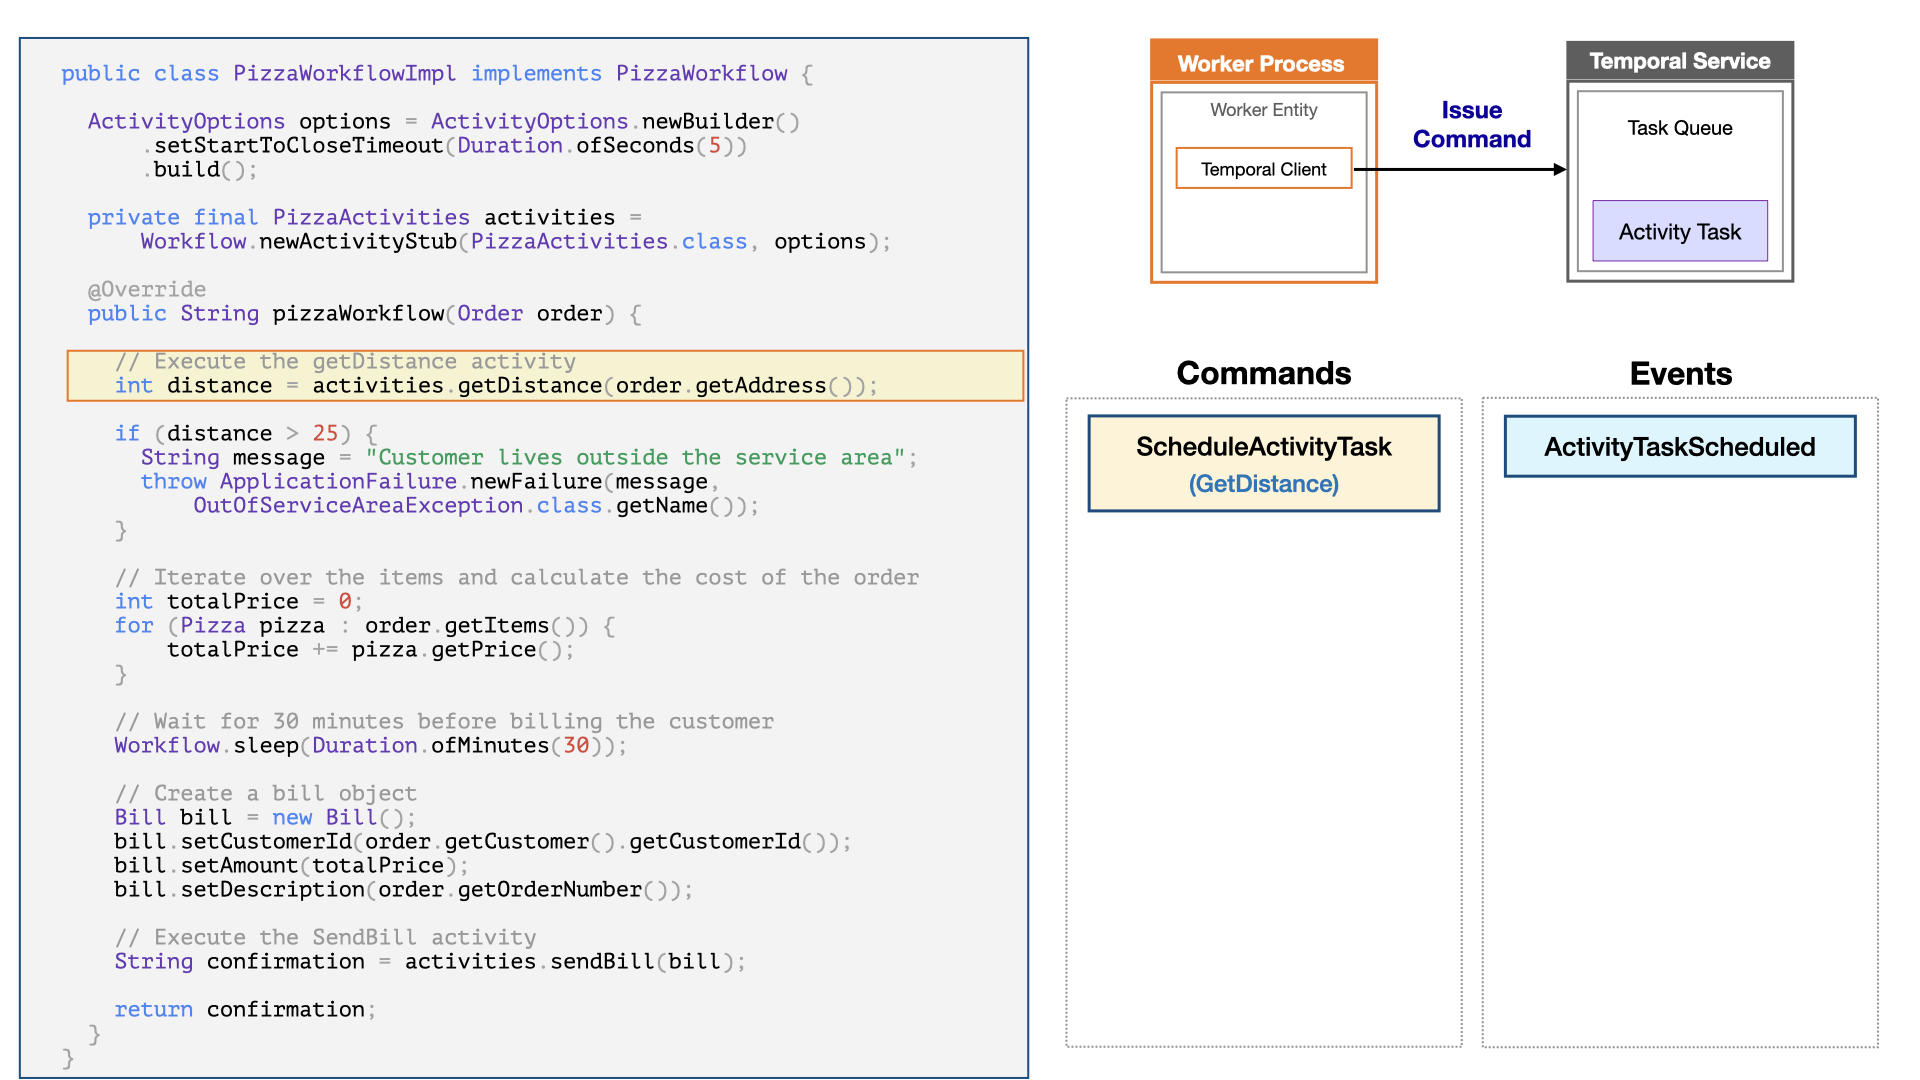 public class PizzaWorkflowImpl implements PizzaWorkflow {
ActivityOptions options = ActivityOptions.newBuilder()
.setStartToCloseTimeout(Duration.ofSeconds(5))
.build();
private final PizzaActivities activities =
Workflow.newActivityStub(PizzaActivities.class, options);
@Override
public String pizzaWorkflow(Order order) {
// Execute the getDistance activity
int distance = activities.getDistance(order.getAddress());
if (distance > 25) {
String message = "Customer lives outside the service area";
throw ApplicationFailure.newFailure(message,
OutOfServiceAreaException.class.getName());
}
// Iterate over the items and calculate the cost of the order
int totalPrice = 0;
for (Pizza pizza : order.getItems()) {
totalPrice += pizza.getPrice();
}
// Wait for 30 minutes before billing the customer
Workflow.sleep(Duration.ofMinutes(30));
// Create a bill object
Bill bill = new Bill();
bill.setCustomerId(order.getCustomer().getCustomerId());
bill.setAmount(totalPrice);
bill.setDescription(order.getOrderNumber());
// Execute the SendBill activity
String confirmation = activities.sendBill(bill);
return confirmation;
}
}
Worker Process
Worker Entity
Temporal Client
Issue
Command
Temporal Service
Task Queue
Activity Task
Commands
ScheduleActivityTask
(GetDistance)
Events
ActivityTaskScheduled